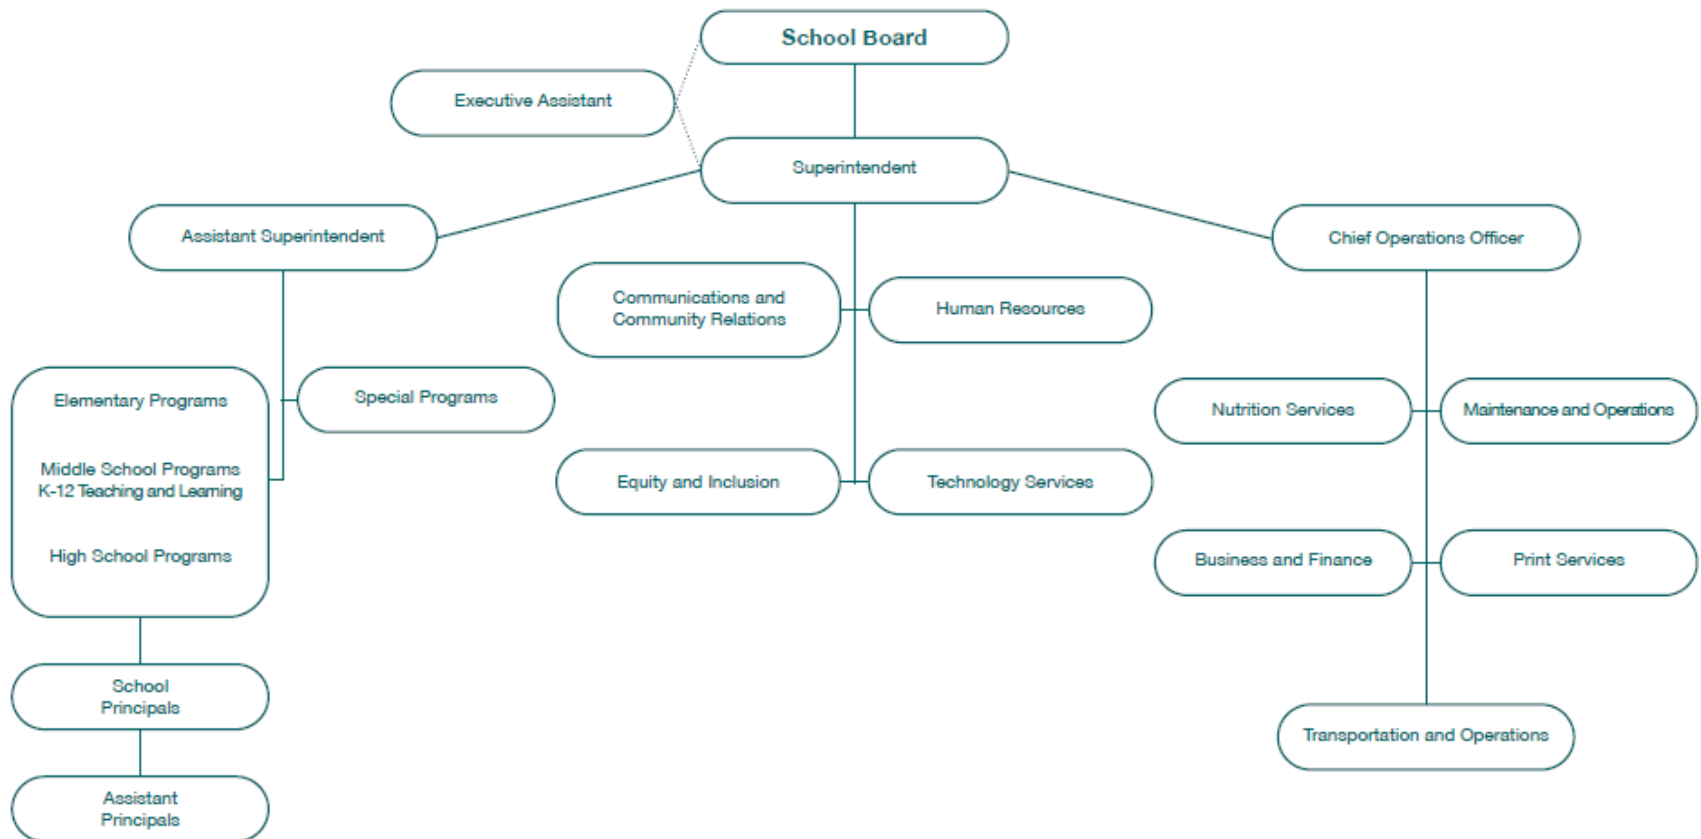 School Board
Executive Assistant
Superintendent
Assistant Superintendent
Chief Operations Officer
Communications and
Community Relations
Human Resources
Elementary Programs
Special Programs
Nutrition Services
Maintenance and Operations
Middle School Programs
K-12 Teaching and Learning
Equity and Inclusion
Technology Services
High School Programs
Business and Finance
Print Services
School
Principals
Transportation and Operations
Assistant
Principals